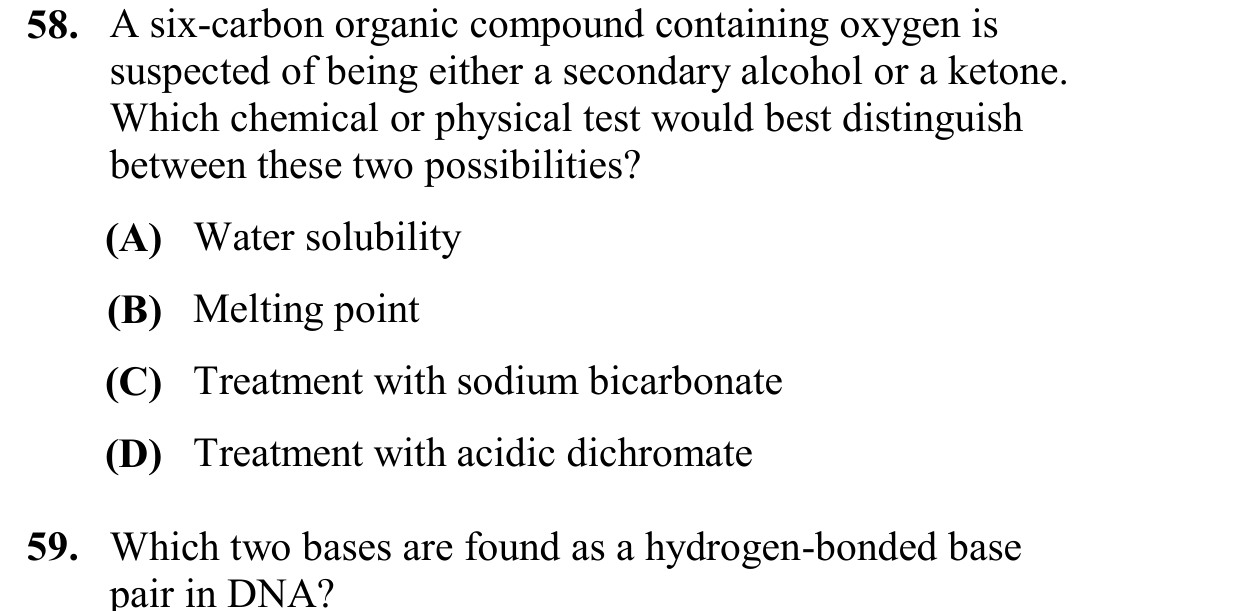 58. A six-carbon organic compound containing oxygen is
suspected of being either a secondary alcohol or a ketone.
Which chemical or physical test would best distinguish
between these two possibilities?
(A) Water solubility
(B) Melting point
(C) Treatment with sodium bicarbonate
(D) Treatment with acidic dichromate
59. Which two bases are found as a hydrogen-bonded base
pair in DNA?